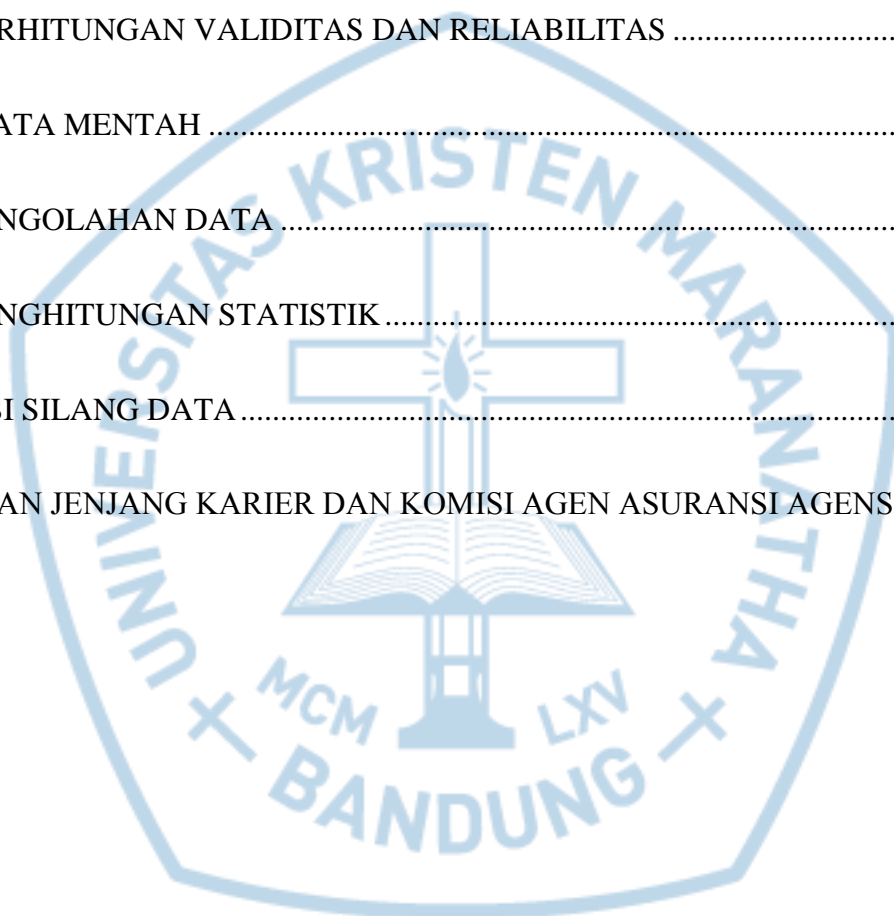 RHITUNGAN VALIDITAS DAN RELIABILITAS ............................
ATA MENTAH ............................................................................
NGOLAHAN DATA ....................................................................
NGHITUNGAN STATISTIK .........................................................
SI SILANG DATA .......................................................................
AN JENJANG KARIER DAN KOMISI AGEN ASURANSI AGENS
UNIVERSITAS KRISTEN MARANATHA
MCM LXV
BANDUNG